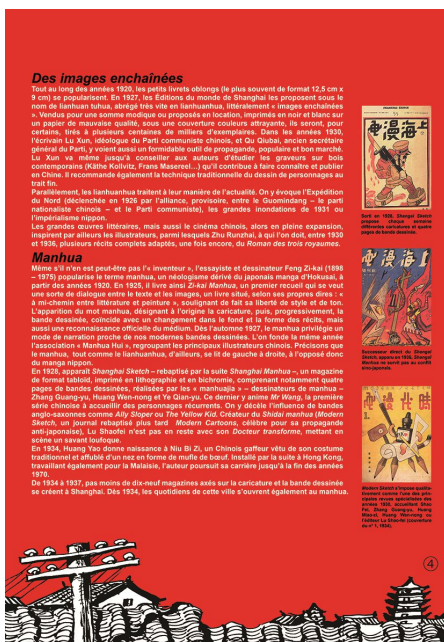 Des images enchaînées
Tout au long des années 1920, les petits livrets oblongs (le plus souvent de format 12,5 cm x
9 cm) se popularisent. En 1927, les Éditions du monde de Shanghai les proposent sous le
nom de lianhuan tuhua, abrégé très vite en lianhuanhua, littéralement « images enchaînées
». Vendus pour une somme modique ou proposés en location, imprimés en noir et blanc sur
un papier de mauvaise qualité, sous une couverture couleurs attrayante, ils seront, pour
certains, tirés à plusieurs centaines de milliers d'exemplaires. Dans les années 1930,
l'écrivain Lu Xun, idéologue du Parti communiste chinois, et Qu Qiubai, ancien secrétaire
général du Parti, y voient aussi un formidable outil de propagande, populaire et bon marché.
Lu Xun va même jusqu'à conseiller aux auteurs d'étudier les graveurs sur bois
contemporains (Käthe Kollvitz, Frans Masereel...) qu'il contribue à faire connaître et publier
en Chine. Il recommande également la technique traditionnelle du dessin de personnages au
trait fin.
Parallèlement, les lianhuanhua traitent à leur manière de l'actualité. On y évoque l'Expédition
du Nord (déclenchée en 1926 par l'alliance, provisoire, entre le Guomindang – le parti
nationaliste chinois – et le Parti communiste), les grandes inondations de 1931 ou
l'impérialisme nippon.
Les grandes œuvres littéraires, mais aussi le cinéma chinois, alors en pleine expansion,
inspirent par ailleurs les illustrateurs, parmi lesquels Zhu Runzhai, à qui l'on doit, entre 1930
et 1936, plusieurs récits complets adaptés, une fois encore, du Roman des trois royaumes.
Manhua
Même s'il n'en est peut-être pas l'« inventeur », l'essayiste et dessinateur Feng Zi-kai (1898
– 1975) popularise le terme manhua, un néologisme dérivé du japonais manga d'Hokusai, à
partir des années 1920. En 1925, il livre ainsi Zi-kai Manhua, un premier recueil qui se veut
une sorte de dialogue entre le texte et les images, un livre situé, selon ses propres dires : «
à mi-chemin entre littérature et peinture », soulignant de fait sa liberté de style et de ton.
L'apparition du mot manhua, désignant à l'origine la caricature, puis, progressivement, la
bande dessinée, coïncide avec un changement dans le fond et la forme des récits, mais
aussi une reconnaissance officielle du médium. Dès l'automne 1927, le manhua privilégie un
mode de narration proche de nos modernes bandes dessinées. L'on fonde la même année
l'association « Manhua Hui », regroupant les principaux illustrateurs chinois. Précisons que
le manhua, tout comme le lianhuanhua, d'ailleurs, se lit de gauche à droite, à l'opposé donc
du manga nippon.
En 1928, apparaît Shanghai Sketch – rebaptisé par la suite Shanghai Manhua –, un magazine
de format tabloïd, imprimé en lithographie et en bichromie, comprenant notamment quatre
pages de bandes dessinées, réalisées par les « manhuajia » – dessinateurs de manhua –
Zhang Guang-yu, Huang Wen-nong et Ye Qian-yu. Ce dernier y anime Mr Wang, la première
série chinoise à accueillir des personnages récurrents. On y décèle l'influence de bandes
anglo-saxonnes comme Ally Sloper ou The Yellow Kid. Créateur du Shidai manhua (Modern
Sketch, un journal rebaptisé plus tard Modern Cartoons, célèbre pour sa propagande
anti-japonaise), Lu Shaofei n'est pas en reste avec son Docteur transforme, mettant en
scène un savant loufoque.
En 1934, Huang Yao donne naissance à Niu Bi Zi, un Chinois gaffeur vêtu de son costume
traditionnel et affublé d'un nez en forme de mufle de bœuf. Installé par la suite à Hong Kong,
travaillant également pour la Malaisie, l'auteur poursuit sa carrière jusqu'à la fin des années
1970.
De 1934 à 1937, pas moins de dix-neuf magazines axés sur la caricature et la bande dessinée
se créent à Shanghai. Dès 1934, les quotidiens de cette ville s'ouvrent également au manhua.
Sorti en 1928, Shangai Sketch
propose chaque semaine
différentes caricatures et quatre
pages de bande dessinée.
Successeur direct du Shangai
Sketch, apparu en 1936, Shanghai
Manhua ne survit pas au conflit
sino-japonais.
Modern Sketch s'impose qualita-
tivement comme l'une des prin-
cipales revues spécialisées des
années 1930, accueillant Shao
Fei, Zhang Guang-yu, Huang
Miao-zi, Huang Wen-nong ou
l'éditeur Lu Shao-fei (couverture
du n° 1, 1934).
4